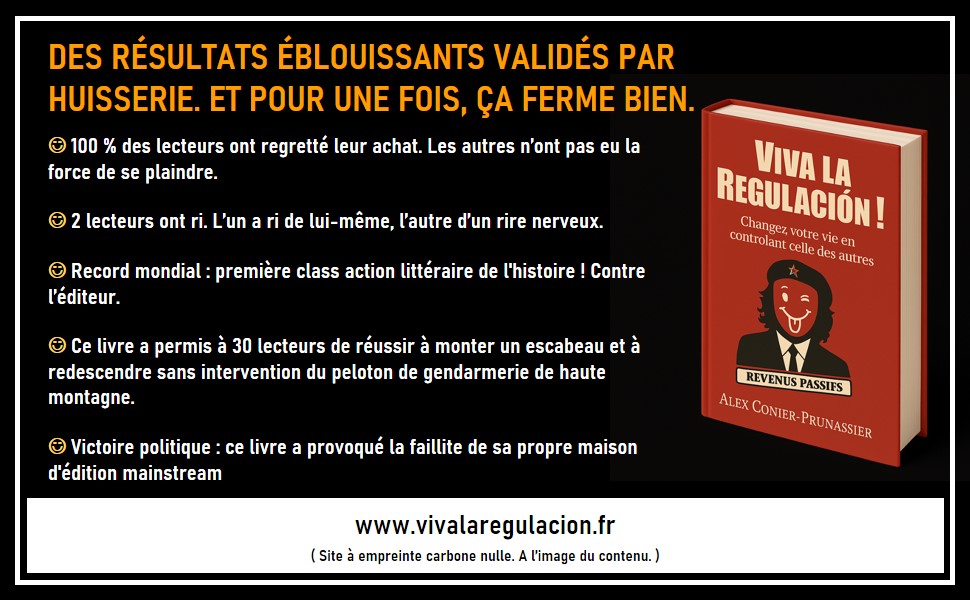 DES RÉSULTATS ÉBLOUISSANTS VALIDÉS PAR
HUISSERIE. ET POUR UNE FOIS, ÇA FERME BIEN.
😊 100 % des lecteurs ont regretté leur achat. Les autres n’ont pas eu la
force de se plaindre.
😊 2 lecteurs ont ri. L’un a ri de lui-même, l’autre d’un rire nerveux.
😊 Record mondial : première class action littéraire de l'histoire ! Contre
l’éditeur.
😊 Ce livre a permis à 30 lecteurs de réussir à monter un escabeau et à
redescendre sans intervention du peloton de gendarmerie de haute
montagne.
😊 Victoire politique : ce livre a provoqué la faillite de sa propre maison
d'édition mainstream
VIVA LA
REGULACIÓN !
Changez votre vie en
controlant celle des autres
REVENUS PASSIFS
ALEX CONIER-PRUNASSIER
www.vivalaregulacion.fr
( Site à empreinte carbone nulle. A l’image du contenu. )